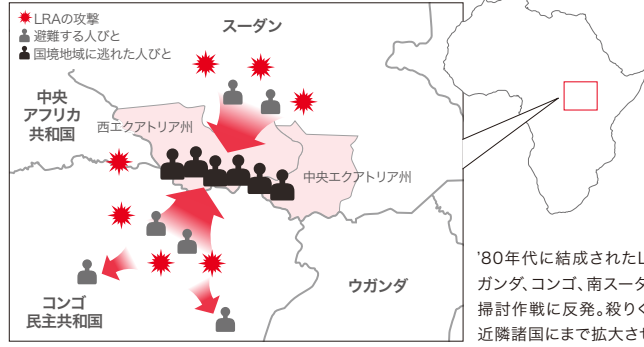 LRAの攻撃
避難する人びと
国境地域に逃れた人びと
スーダン
中央
アフリカ
共和国
西エクアトリア州
中央エクアトリア州
コンゴ
民主共和国
ウガンダ
'80年代に結成されたL
ガンダ、コンゴ、南スーダ
掃討作戦に反発。殺りく
近隣諸国にまで拡大させ